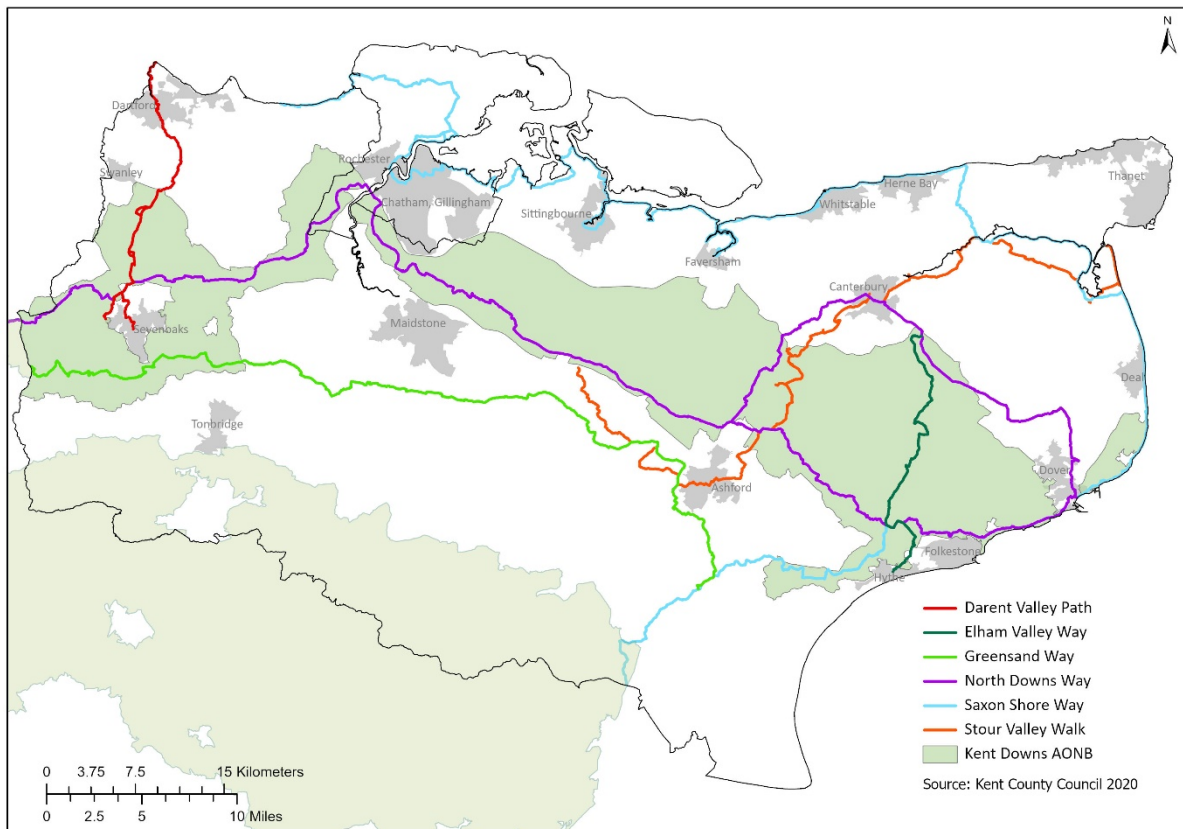 N
Dartford
Swanley
Rochester
Chatham, Gillingham
Sittingbourne
Faversham
Whitstable
Herne Bay
Thanet
Canterbury
Sevenoaks
Maidstone
Deal
Tonbridge
Ashford
Dover
Folkestone
Hythe
Darent Valley Path
Elham Valley Way
Greensand Way
North Downs Way
Saxon Shore Way
Stour Valley Walk
Kent Downs AONB
Source: Kent County Council 2020
0 3.75 7.5 15 Kilometers
0 2.5 5 10 Miles